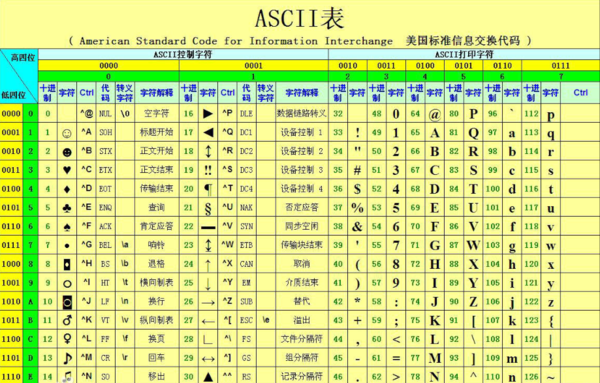 ASCII表
( American Standard Code for Information Interchange 美国标准信息交换代码 )
高四位 ASCII控制字符 ASCII打印字符
0000 0001 0010 0011 0100 0101 0110 0111
0 1 2 3 4 5 6 7
低四位 十进制 字符 Ctrl 代码 转义字符 字符解释 十进制 字符 Ctrl 代码 转义字符 字符解释 十进制 字符 十进制 字符 十进制 字符 十进制 字符 十进制 字符 十进制 字符 Ctrl
0000 0 0 ^@ NUL \0 空字符 16 ► ^P DLE 数据链路转义 32 48 0 64 @ 80 P 96 ` 112 p
0001 1 1 ☺ ^A SOH 标题开始 17 ◄ ^Q DC1 设备控制 1 33 ! 49 1 65 A 81 Q 97 a 113 q
0010 2 2 ☻ ^B STX 正文开始 18 ↕ ^R DC2 设备控制 2 34 " 50 2 66 B 82 R 98 b 114 r
0011 3 3 ♥ ^C ETX 正文结束 19 ‼ ^S DC3 设备控制 3 35 # 51 3 67 C 83 S 99 c 115 s
0100 4 4 ♦ ^D EOT 传输结束 20 ¶ ^T DC4 设备控制 4 36 $ 52 4 68 D 84 T 100 d 116 t
0101 5 5 ♣ ^E ENQ 查询 21 § ^U NAK 否定应答 37 % 53 5 69 E 85 U 101 e 117 u
0110 6 6 ♠ ^F ACK 肯定应答 22 ▬ ^V SYN 同步空闲 38 & 54 6 70 F 86 V 102 f 118 v
0111 7 7 • ^G BEL \a 响铃 23 ↨ ^W ETB 传输块结束 39 ' 55 7 71 G 87 W 103 g 119 w
1000 8 8 ◘ ^H BS \b 退格 24 ↑ ^X CAN 取消 40 ( 56 8 72 H 88 X 104 h 120 x
1001 9 9 ○ ^I HT \t 横向制表 25 ↓ ^Y EM 介质结束 41 ) 57 9 73 I 89 Y 105 i 121 y
1010 A 10 ◙ ^J LF \n 换行 26 → ^Z SUB 替代 42 * 58 : 74 J 90 Z 106 j 122 z
1011 B 11 ♂ ^K VT \v 纵向制表 27 ← ^[ ESC \e 溢出 43 + 59 ; 75 K 91 [ 107 k 123 {
1100 C 12 ♀ ^L FF \f 换页 28 ∟ ^\ FS 文件分隔符 44 , 60 < 76 L 92 \ 108 l 124 |
1101 D 13 ♪ ^M CR \r 回车 29 ↔ ^] GS 组分隔符 45 - 61 = 77 M 93 ] 109 m 125 }
1110 E 14 ♫ ^N SO 移出 30 ▲ ^^ RS 记录分隔符 46 . 62 > 78 N 94 ^ 110 n 126 ~